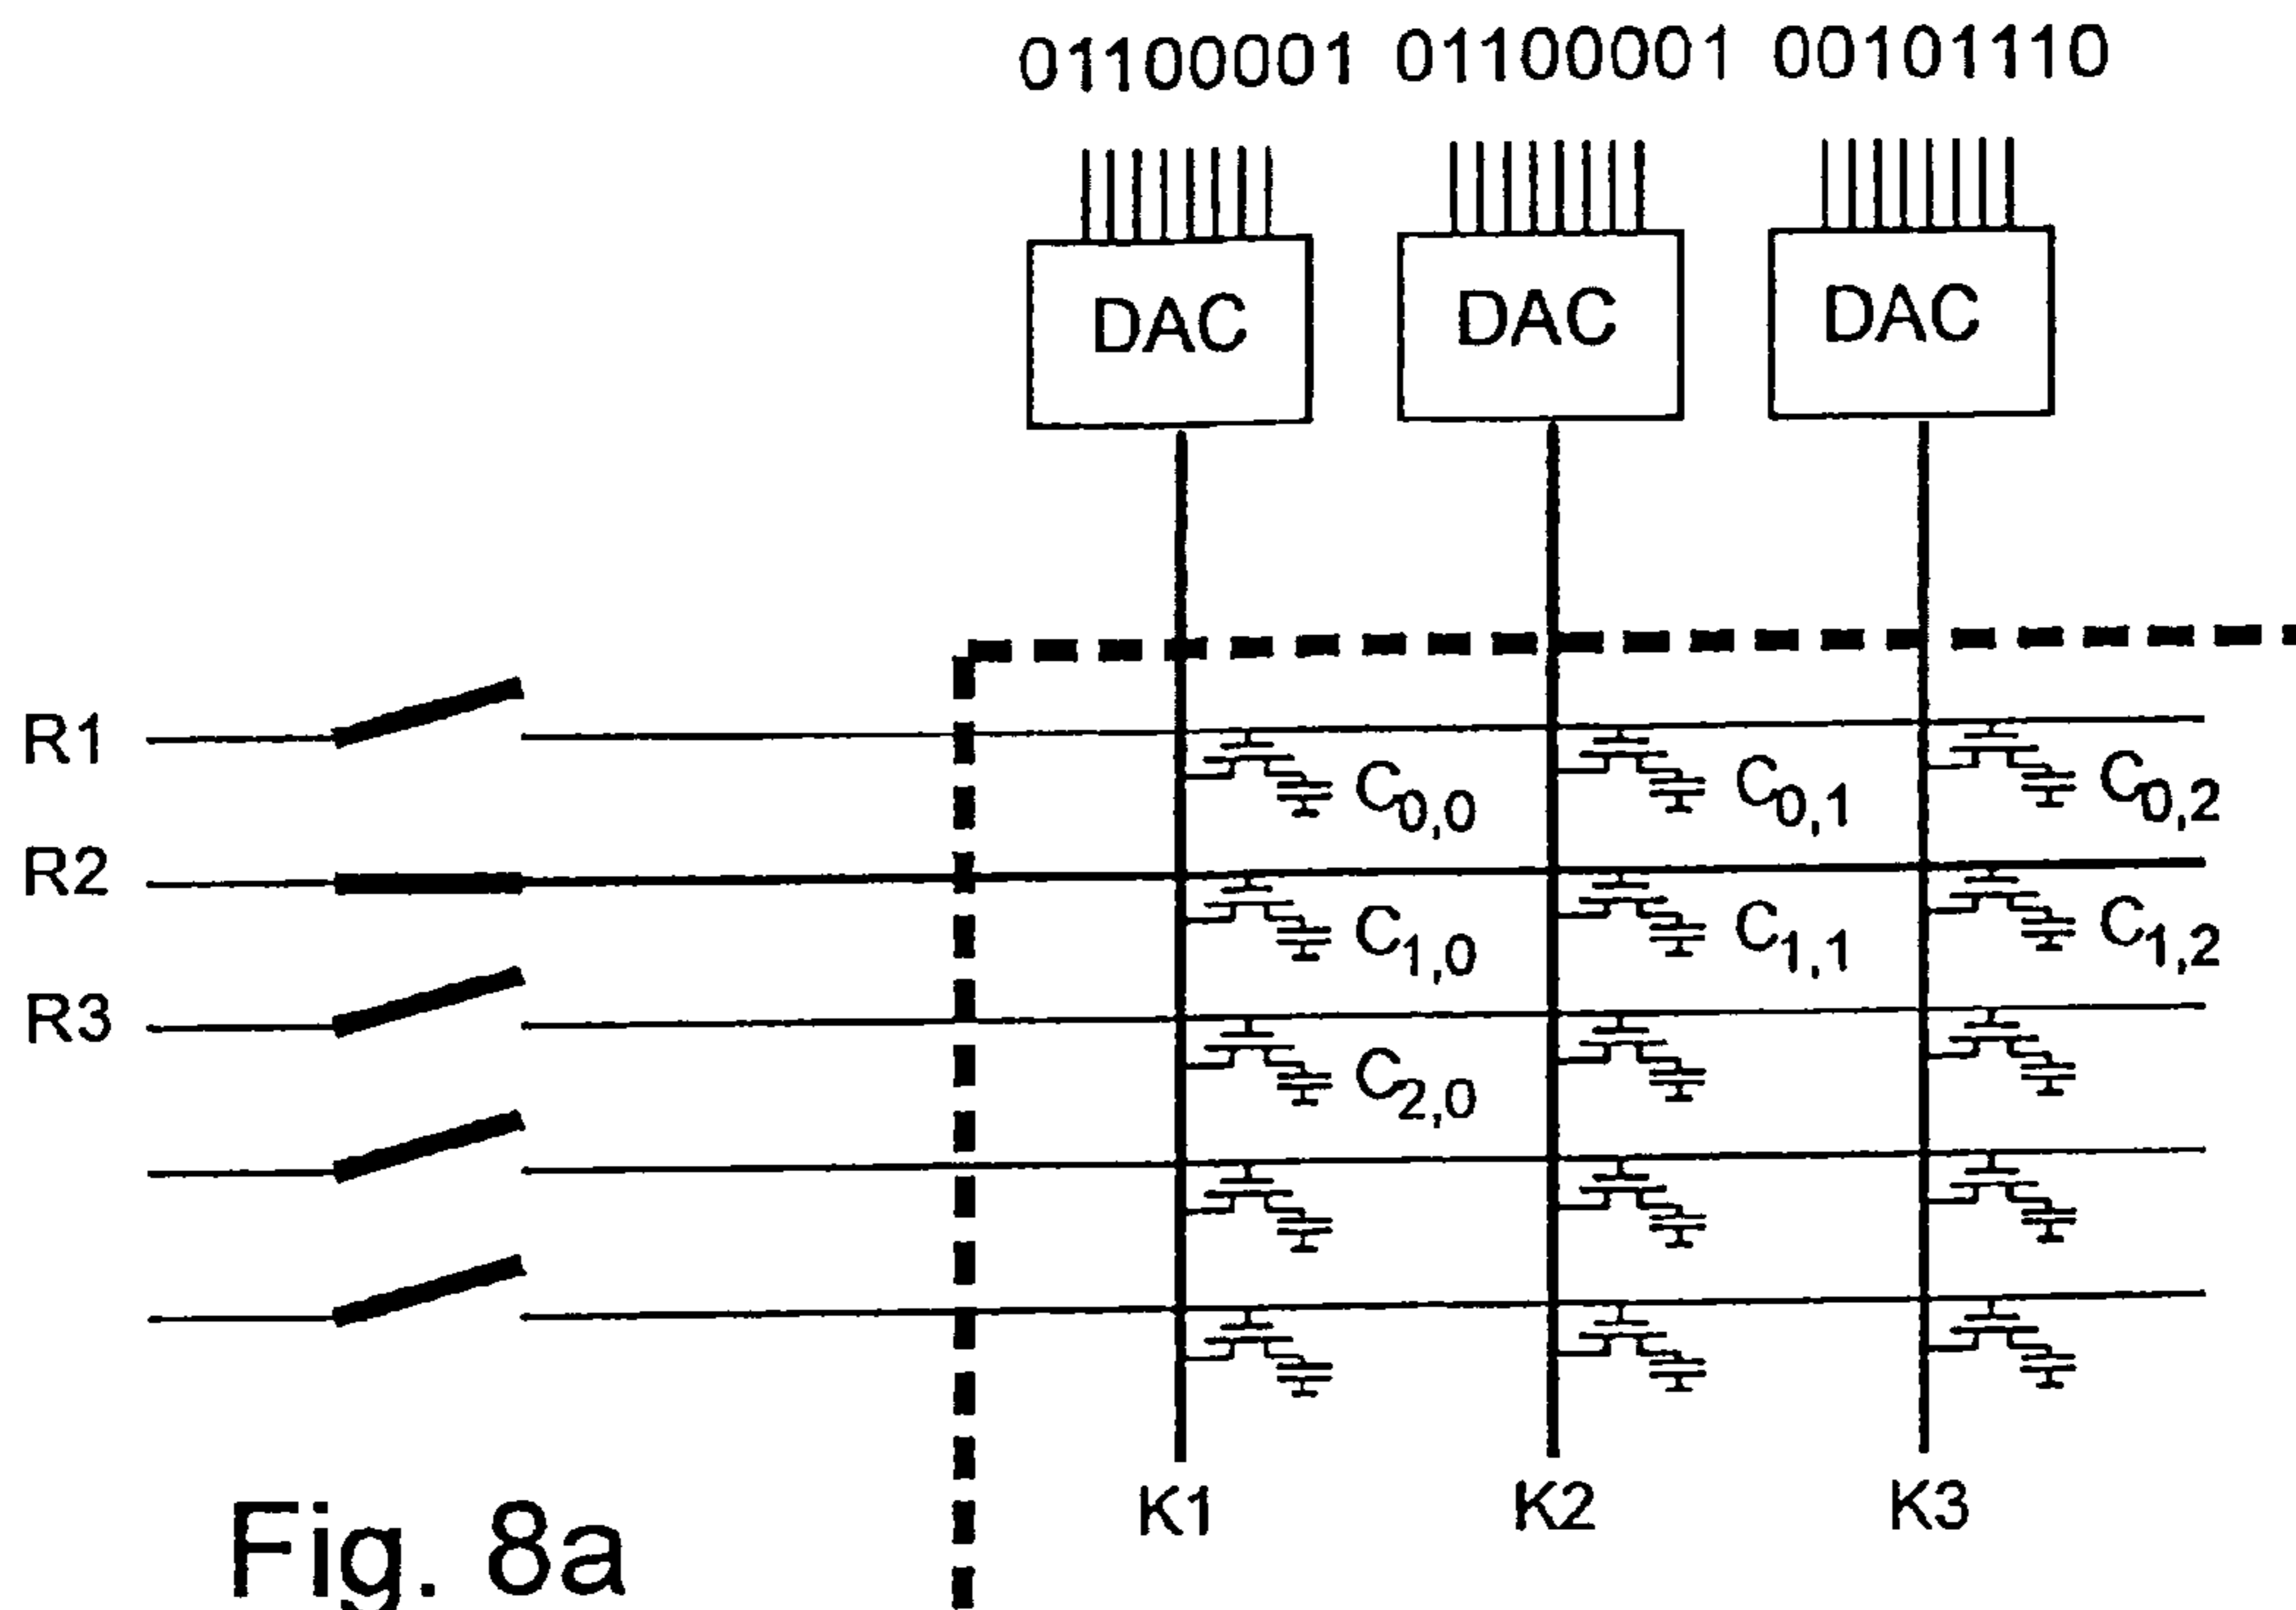 01100001 01100001 00101110
DAC DAC DAC
R1
C0,0 C0,1 C0,2
R2
C1,0 C1,1 C1,2
R3
C2,0
K1 K2 K3
Fig. 8a